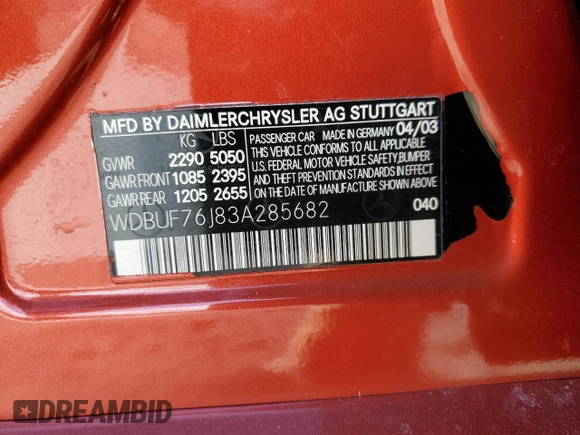 MFD BY DAIMLERCHRYSLER AG STUTTGART
KG LBS
GVWR 2290 5050
GAWR FRONT 1085 2395
GAWR REAR 1205 2655
PASSENGER CAR MADE IN GERMANY 04/03
THIS VEHICLE CONFORMS TO ALL APPLICABLE
U.S. FEDERAL MOTOR VEHICLE SAFETY, BUMPER
AND THEFT PREVENTION STANDARDS IN EFFECT
ON THE DATE OF MANUFACTURE SHOWN ABOVE
WDBUF76J83A285682
040
DREAMBID